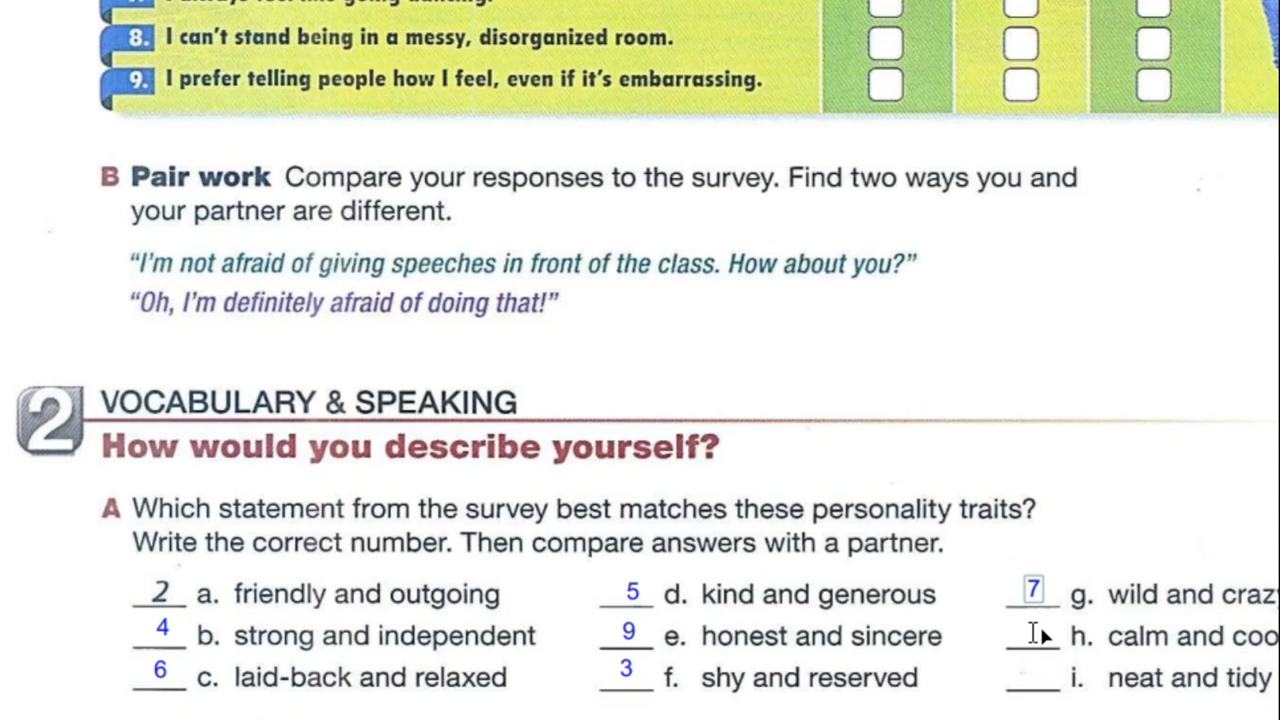 8. I can't stand being in a messy, disorganized room.
9. I prefer telling people how I feel, even if it's embarrassing.
B Pair work Compare your responses to the survey. Find two ways you and
your partner are different.
"I'm not afraid of giving speeches in front of the class. How about you?"
"Oh, I'm definitely afraid of doing that!"
2 VOCABULARY & SPEAKING
How would you describe yourself?
A Which statement from the survey best matches these personality traits?
Write the correct number. Then compare answers with a partner.
2 a. friendly and outgoing
4 b. strong and independent
6 c. laid-back and relaxed
5 d. kind and generous
9 e. honest and sincere
3 f. shy and reserved
7 g. wild and craz
h. calm and coo
i. neat and tidy